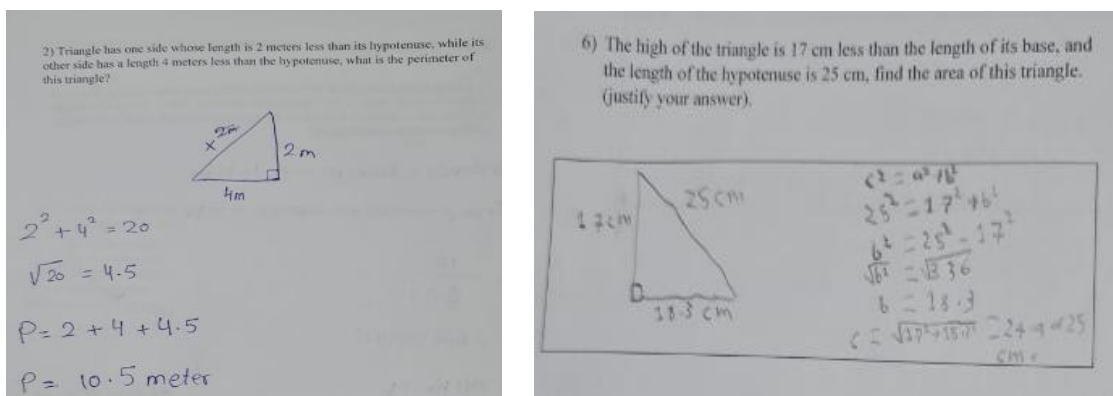 2) Triangle has one side whose length is 2 meters less than its hypotenuse, while its
other side has a length 4 meters less than the hypotenuse, what is the perimeter of
this triangle?
x
2m
2m
4m
2² + 4² = 20
√20 = 4.5
P= 2 + 4 + 4.5
P= 10.5 meter
6) The high of the triangle is 17 cm less than the length of its base, and
the length of the hypotenuse is 25 cm, find the area of this triangle.
(justify your answer).
17cm
25cm
18.3 cm
c² = a² + b²
25² = 17² + b²
b² = 25² - 17²
√b² = √336
b = 18.3